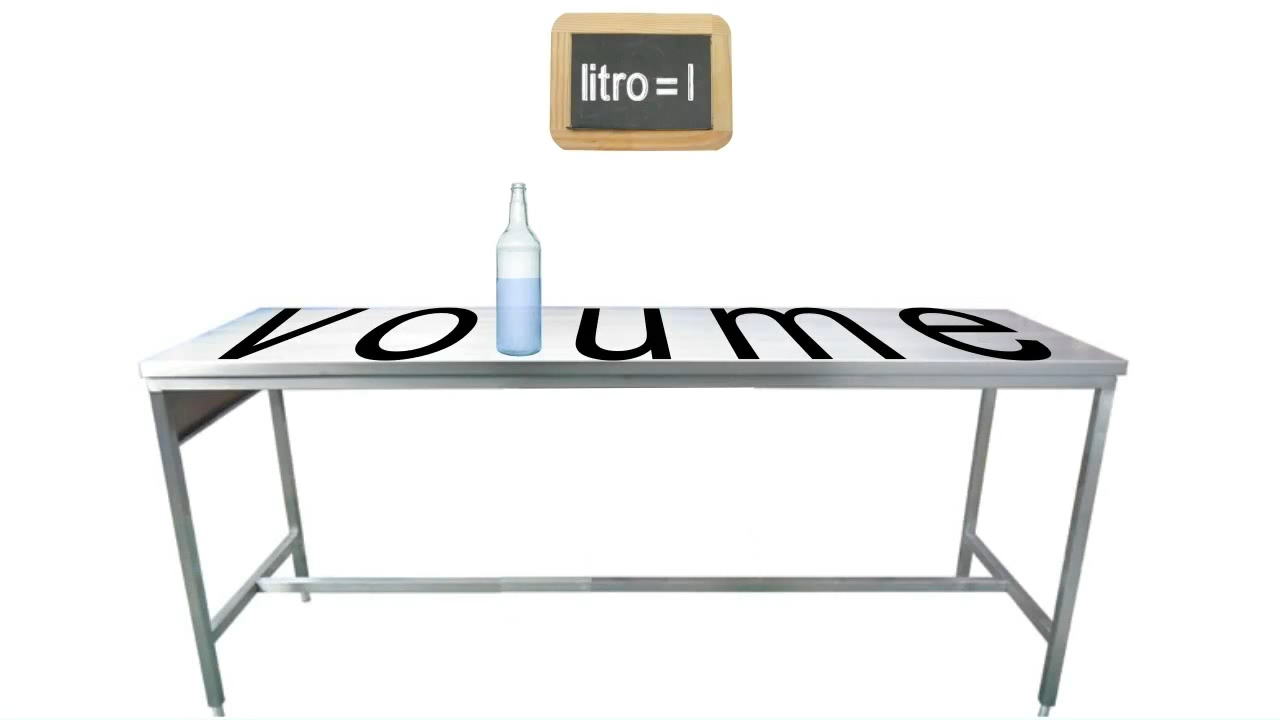 litro = l
vo ume